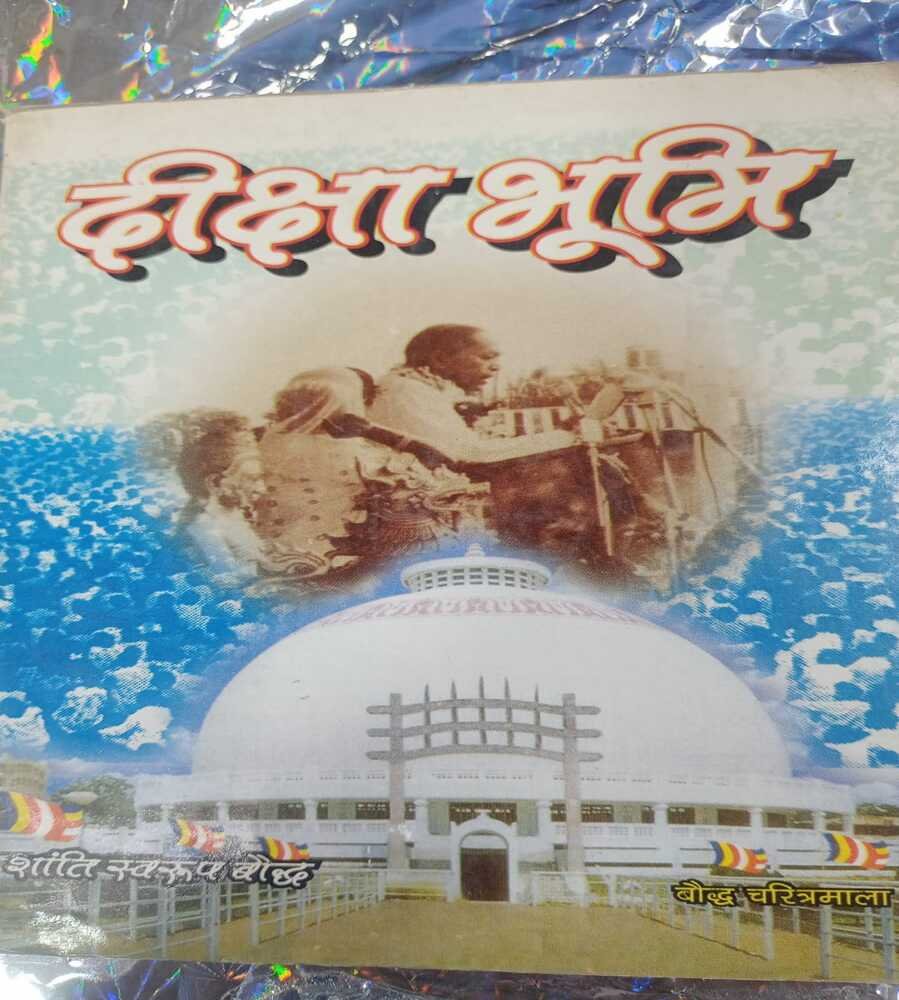 दीक्षा भूमि
शांति स्वरूप बौद्ध
बौद्ध चरित्रमाला